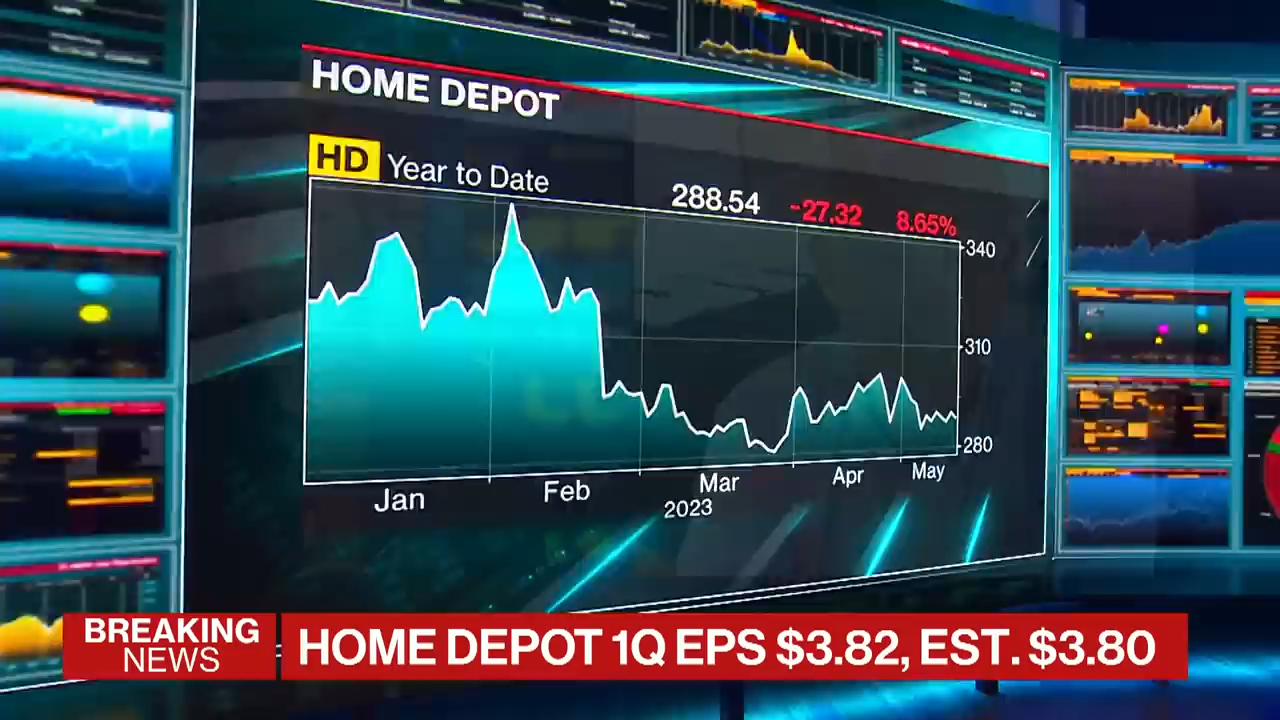 HOME DEPOT
HD Year to Date
288.54 -27.32 8.65%
340
310
280
Jan Feb Mar Apr May
2023
BREAKING NEWS
HOME DEPOT 1Q EPS $3.82, EST. $3.80